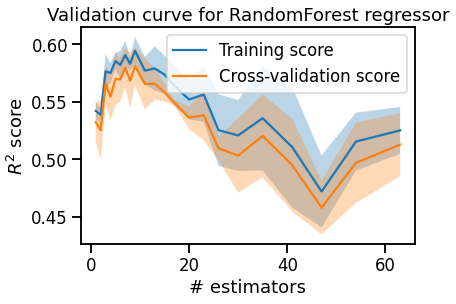 Validation curve for RandomForest regressor
Training score
Cross-validation score
R² score
0.60
0.55
0.50
0.45
0
20
40
60
# estimators